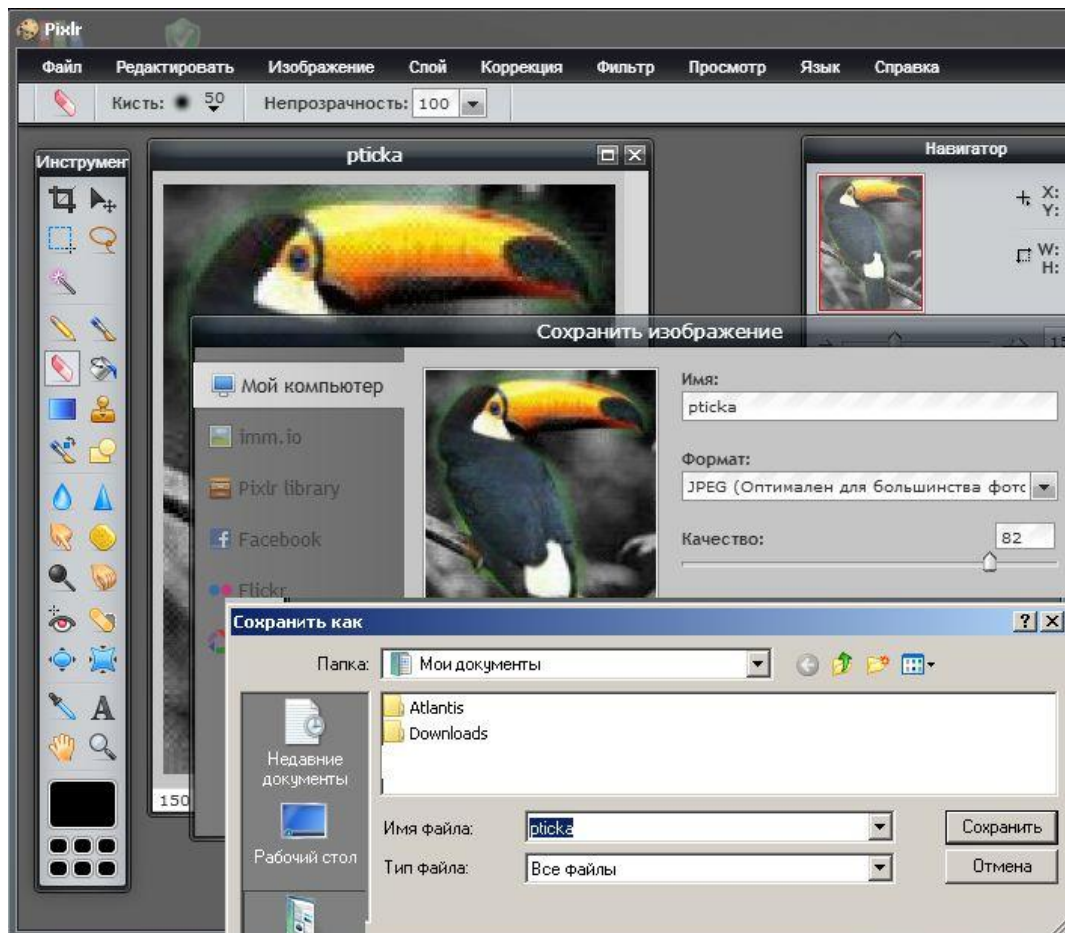 Pixlr
Файл Редактировать Изображение Слой Коррекция Фильтр Просмотр Язык Справка
Кисть: 50 Непрозрачность: 100
Инструмент
pticka
Навигатор
X:
Y:
W:
H:
Сохранить изображение
Мой компьютер
imm.io
Pixlr library
Facebook
Flickr
Имя:
pticka
Формат:
JPEG (Оптимален для большинства фото
Качество: 82
150
Сохранить как
Папка: Мои документы
Atlantis
Downloads
Недавние
документы
Рабочий стол
Имя файла: pticka Сохранить
Тип файла: Все файлы Отмена